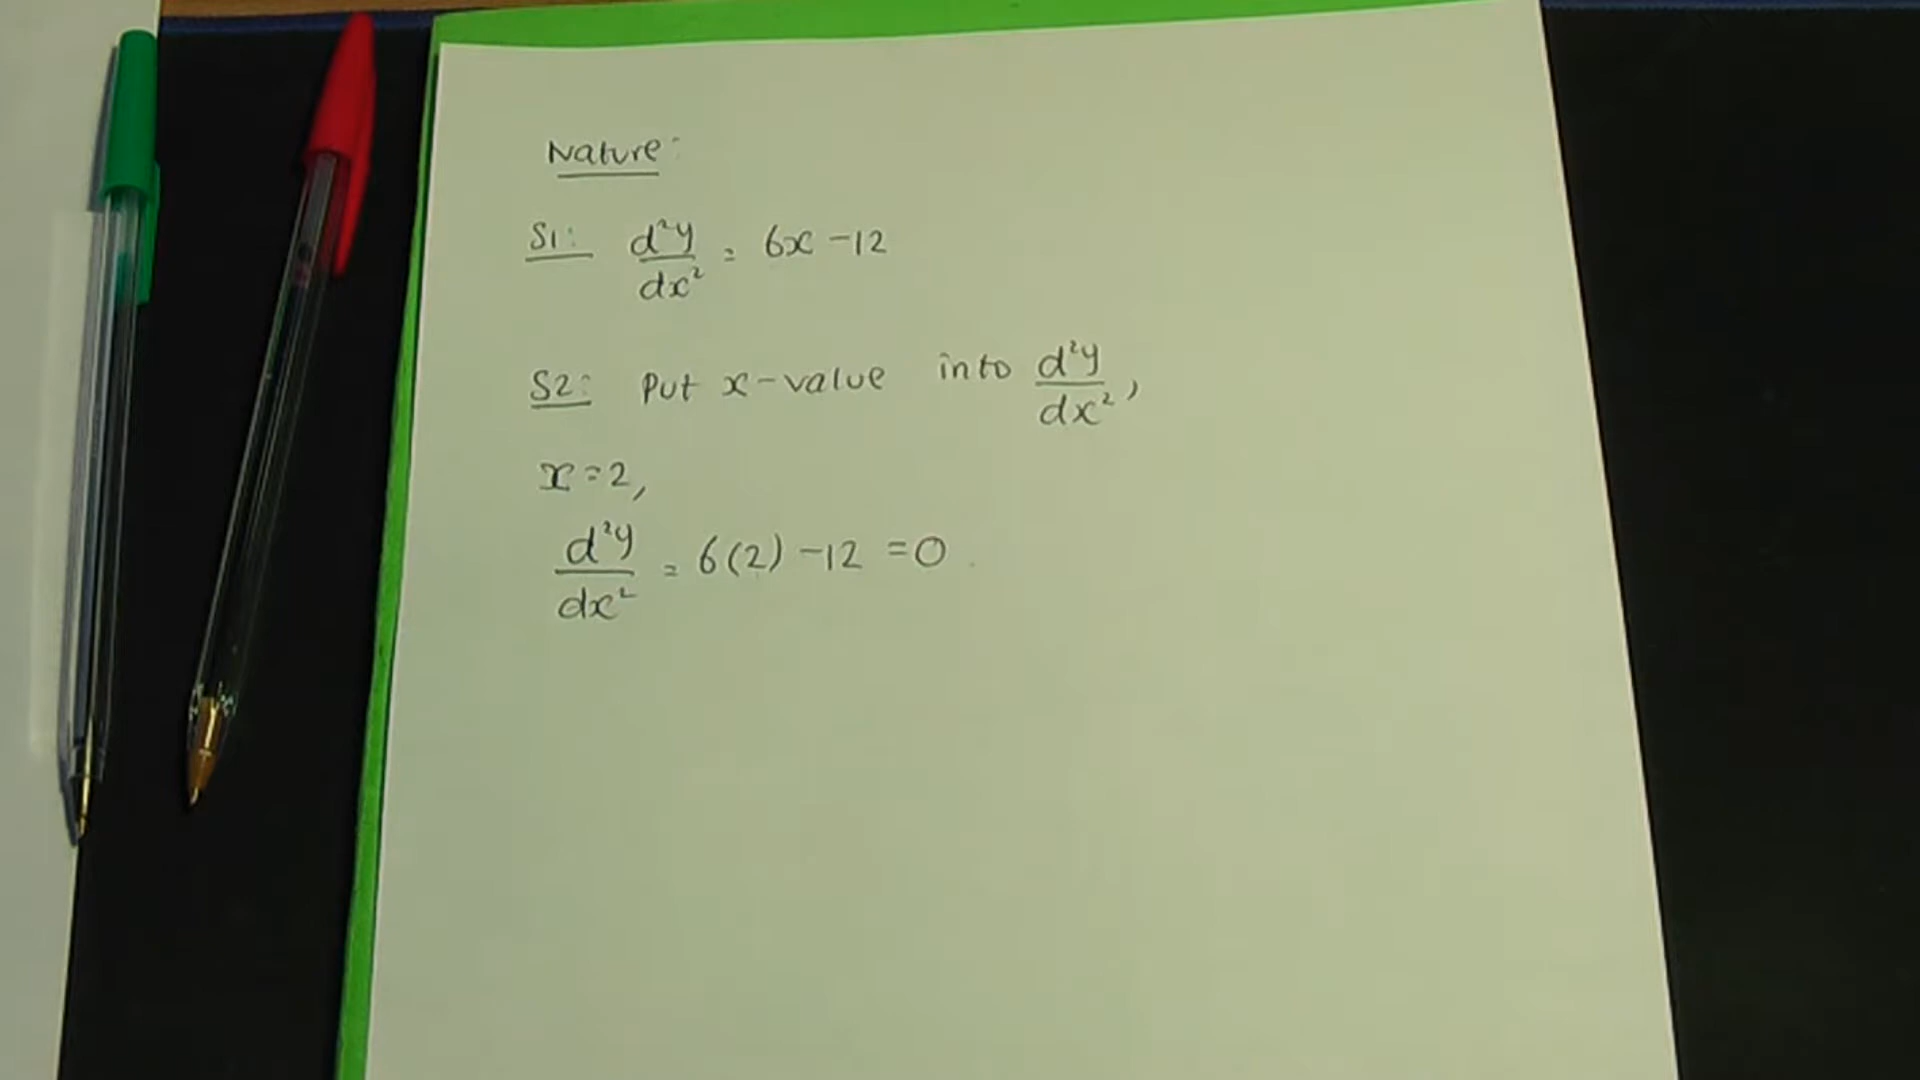 Nature:
S1: d²y/dx² = 6x - 12
S2: Put x-value into d²y/dx²,
x = 2,
d²y/dx² = 6(2) - 12 = 0